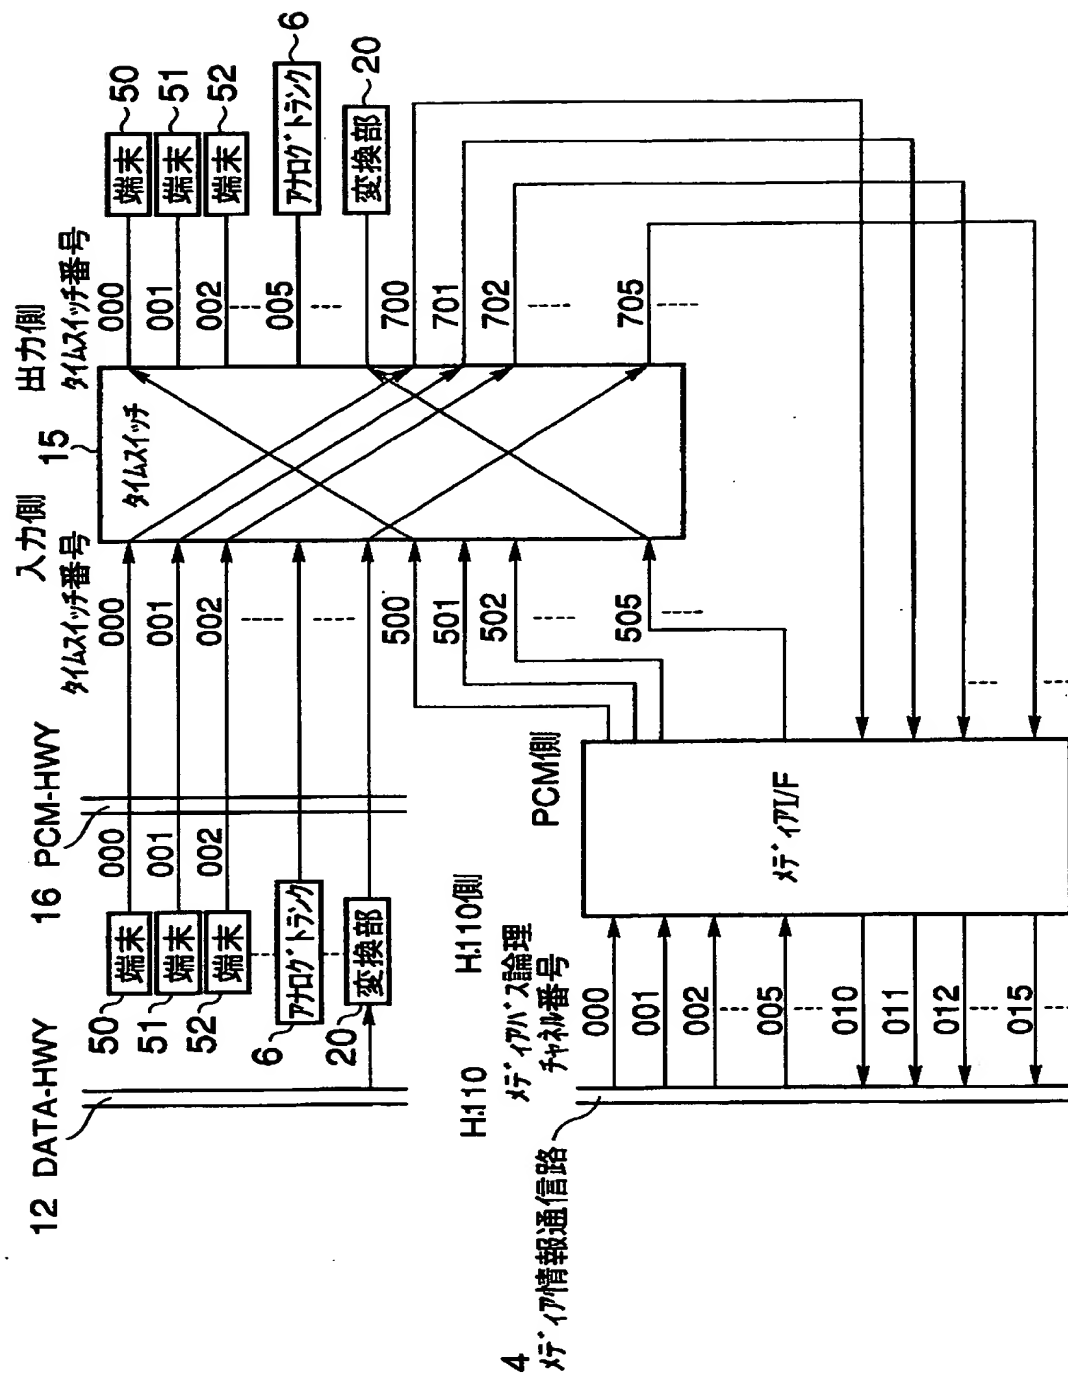 12 DATA-HWY
16 PCM-HWY
入力側
タイムスイッチ番号
15
出力側
タイムスイッチ番号
50
端末
000
000
000
端末
50
51
端末
001
001
001
端末
51
52
端末
002
002
002
端末
52
タイムスイッチ
6
アナログトランク
005
アナログトランク
6
20
変換部
変換部
20
500
700
501
701
502
702
505
705
H.110
H.110側
PCM側
メディアバス論理
チャネル番号
4
メディア情報通信路
000
001
002
005
010
011
012
015
メディアI/F